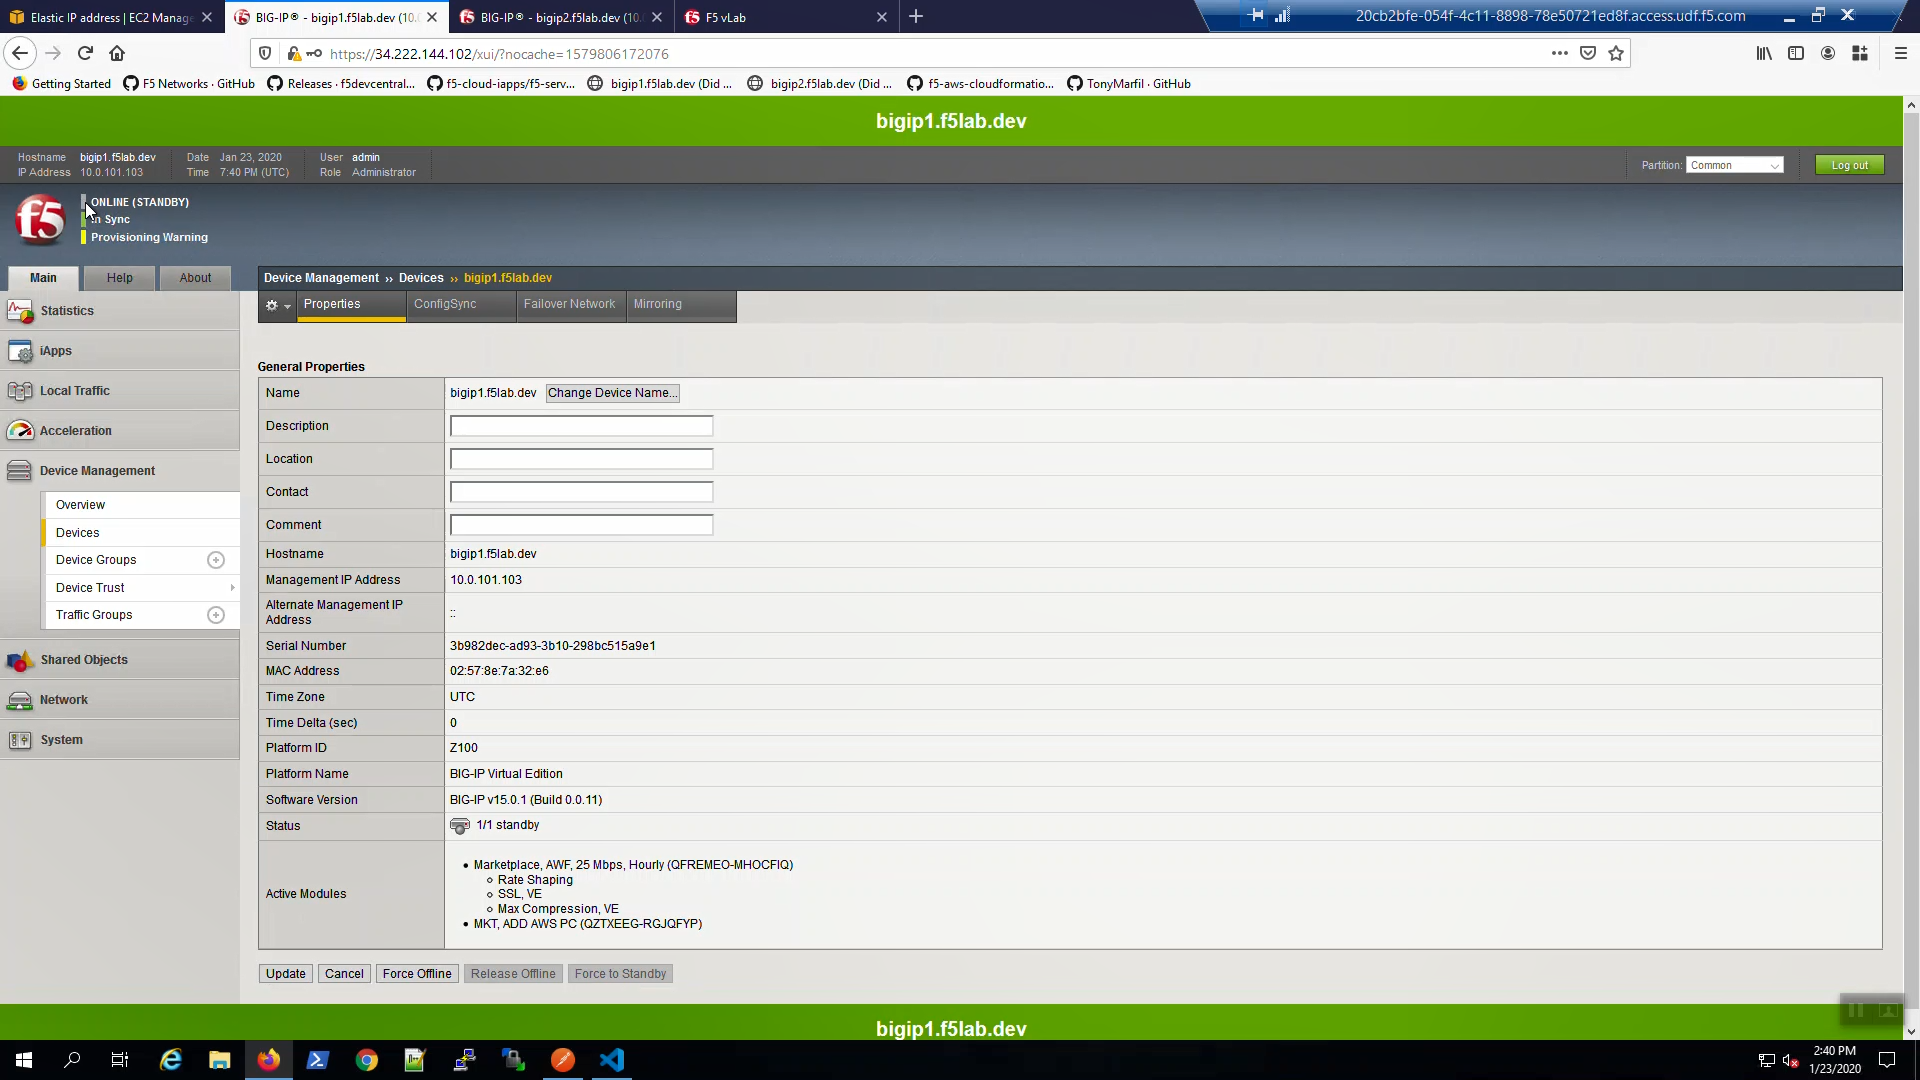 Elastic IP address | EC2 Manage
BIG-IP® - bigip1.f5lab.dev (10.
BIG-IP® - bigip2.f5lab.dev (10.
F5 vLab
20cb2bfe-054f-4c11-8898-78e50721ed8f.access.udf.f5.com
https://34.222.144.102/xui/?nocache=1579806172076
Getting Started
F5 Networks · GitHub
Releases · f5devcentral...
f5-cloud-iapps/f5-serv...
bigip1.f5lab.dev (Did ...
bigip2.f5lab.dev (Did ...
f5-aws-cloudformatio...
TonyMarfil · GitHub
bigip1.f5lab.dev
Hostname bigip1.f5lab.dev
IP Address 10.0.101.103
Date Jan 23, 2020
Time 7:40 PM (UTC)
User admin
Role Administrator
Partition: Common
Log out
f5
ONLINE (STANDBY)
In Sync
Provisioning Warning
Main
Help
About
Device Management ›› Devices ›› bigip1.f5lab.dev
Properties
ConfigSync
Failover Network
Mirroring
Statistics
iApps
Local Traffic
Acceleration
Device Management
Overview
Devices
Device Groups
Device Trust
Traffic Groups
Shared Objects
Network
System
General Properties
Name bigip1.f5lab.dev Change Device Name...
Description
Location
Contact
Comment
Hostname bigip1.f5lab.dev
Management IP Address 10.0.101.103
Alternate Management IP
Address ::
Serial Number 3b982dec-ad93-3b10-298bc515a9e1
MAC Address 02:57:8e:7a:32:e6
Time Zone UTC
Time Delta (sec) 0
Platform ID Z100
Platform Name BIG-IP Virtual Edition
Software Version BIG-IP v15.0.1 (Build 0.0.11)
Status 1/1 standby
Active Modules
Marketplace, AWF, 25 Mbps, Hourly (QFREMEO-MHOCFIQ)
Rate Shaping
SSL, VE
Max Compression, VE
MKT, ADD AWS PC (QZTXEEG-RGJQFYP)
Update
Cancel
Force Offline
Release Offline
Force to Standby
bigip1.f5lab.dev
2:40 PM
1/23/2020